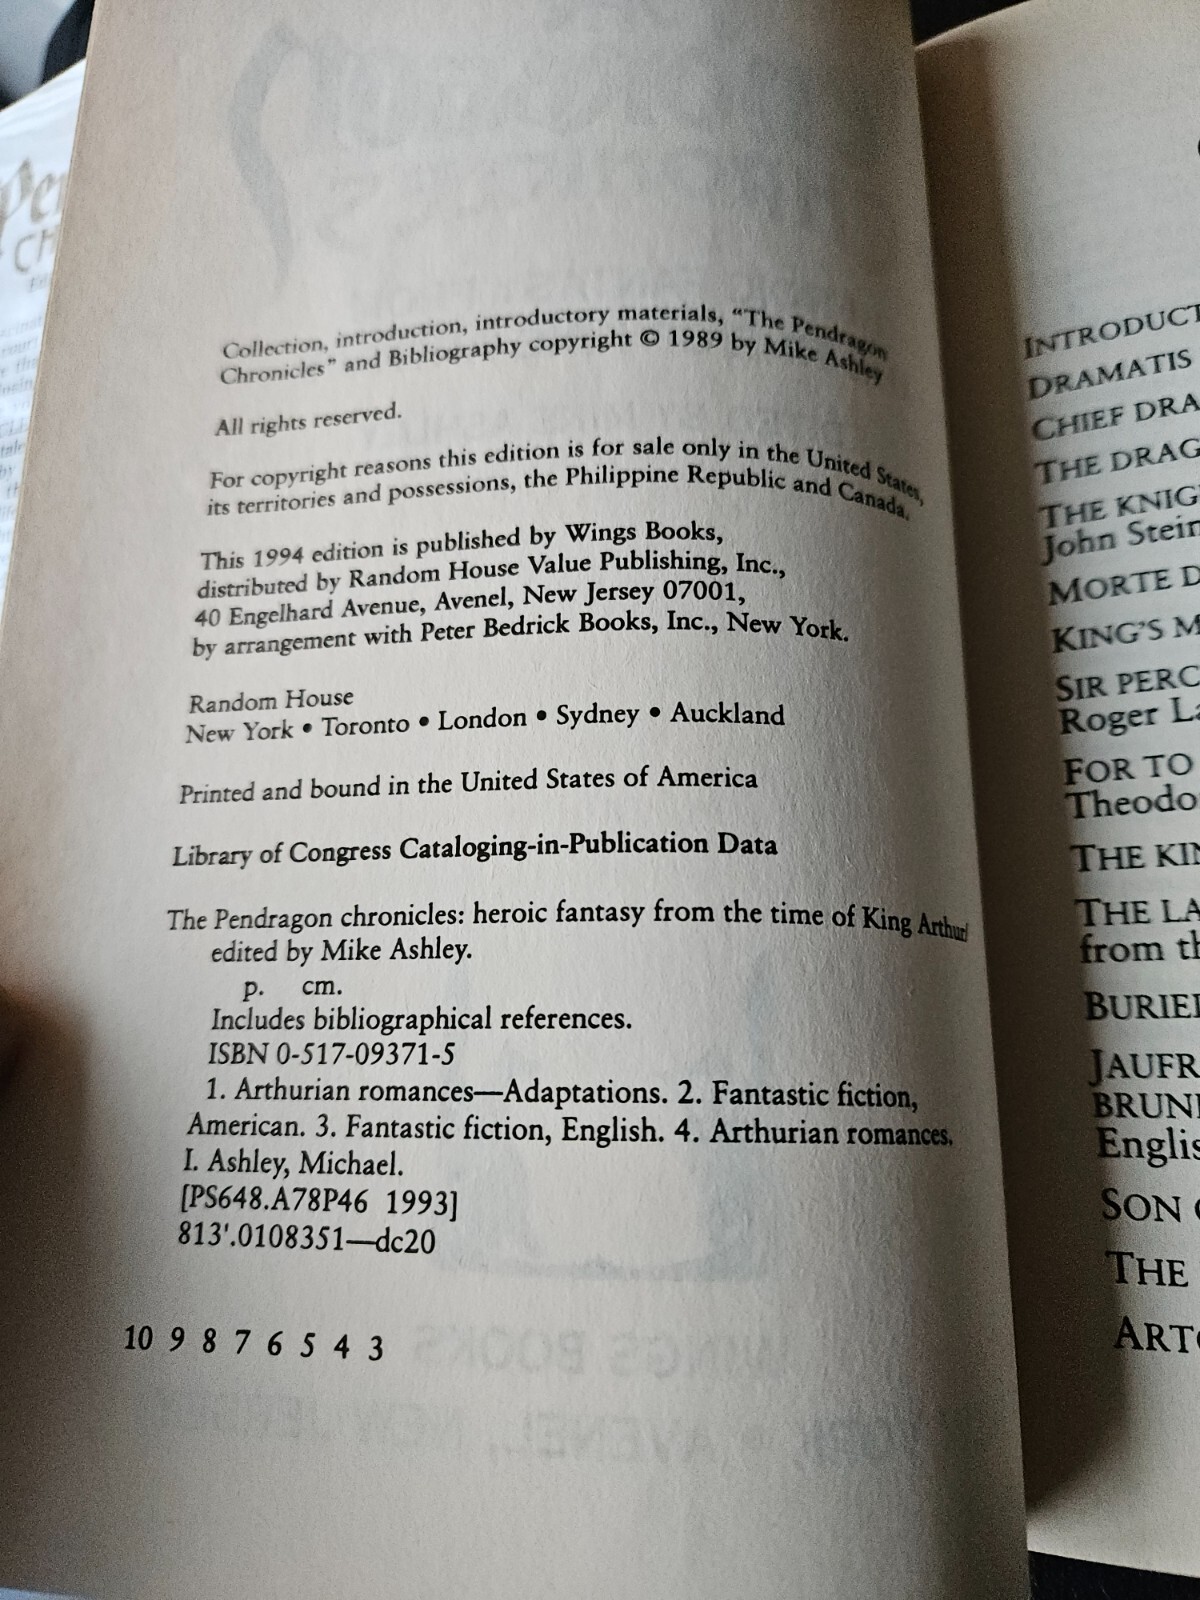 Collection, introduction, introductory materials, “The Pendragon
Chronicles” and Bibliography copyright © 1989 by Mike Ashley
All rights reserved.
For copyright reasons this edition is for sale only in the United States,
its territories and possessions, the Philippine Republic and Canada.
This 1994 edition is published by Wings Books,
distributed by Random House Value Publishing, Inc.,
40 Engelhard Avenue, Avenel, New Jersey 07001,
by arrangement with Peter Bedrick Books, Inc., New York.
Random House
New York • Toronto • London • Sydney • Auckland
Printed and bound in the United States of America
Library of Congress Cataloging-in-Publication Data
The Pendragon chronicles: heroic fantasy from the time of King Arthur/
edited by Mike Ashley.
p. cm.
Includes bibliographical references.
ISBN 0-517-09371-5
1. Arthurian romances—Adaptations. 2. Fantastic fiction,
American. 3. Fantastic fiction, English. 4. Arthurian romances.
I. Ashley, Michael.
[PS648.A78P46 1993]
813'.0108351—dc20
10 9 8 7 6 5 4 3
INTRODUCT
DRAMATIS
CHIEF DRA
THE DRAG
THE KNIG
John Stein
MORTE D
KING'S M
SIR PERC
Roger La
FOR TO
Theodo
THE KIN
THE LA
from th
BURIE
JAUFR
BRUN
Englis
SON
THE
ART